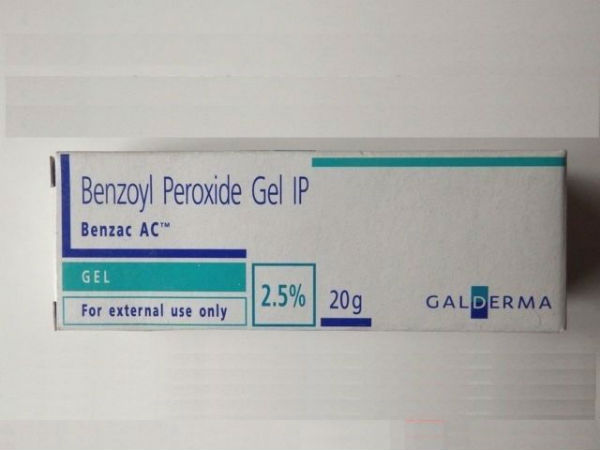 Benzoyl Peroxide Gel IP
Benzac AC™
GEL
For external use only
2.5%
20g
GALDERMA